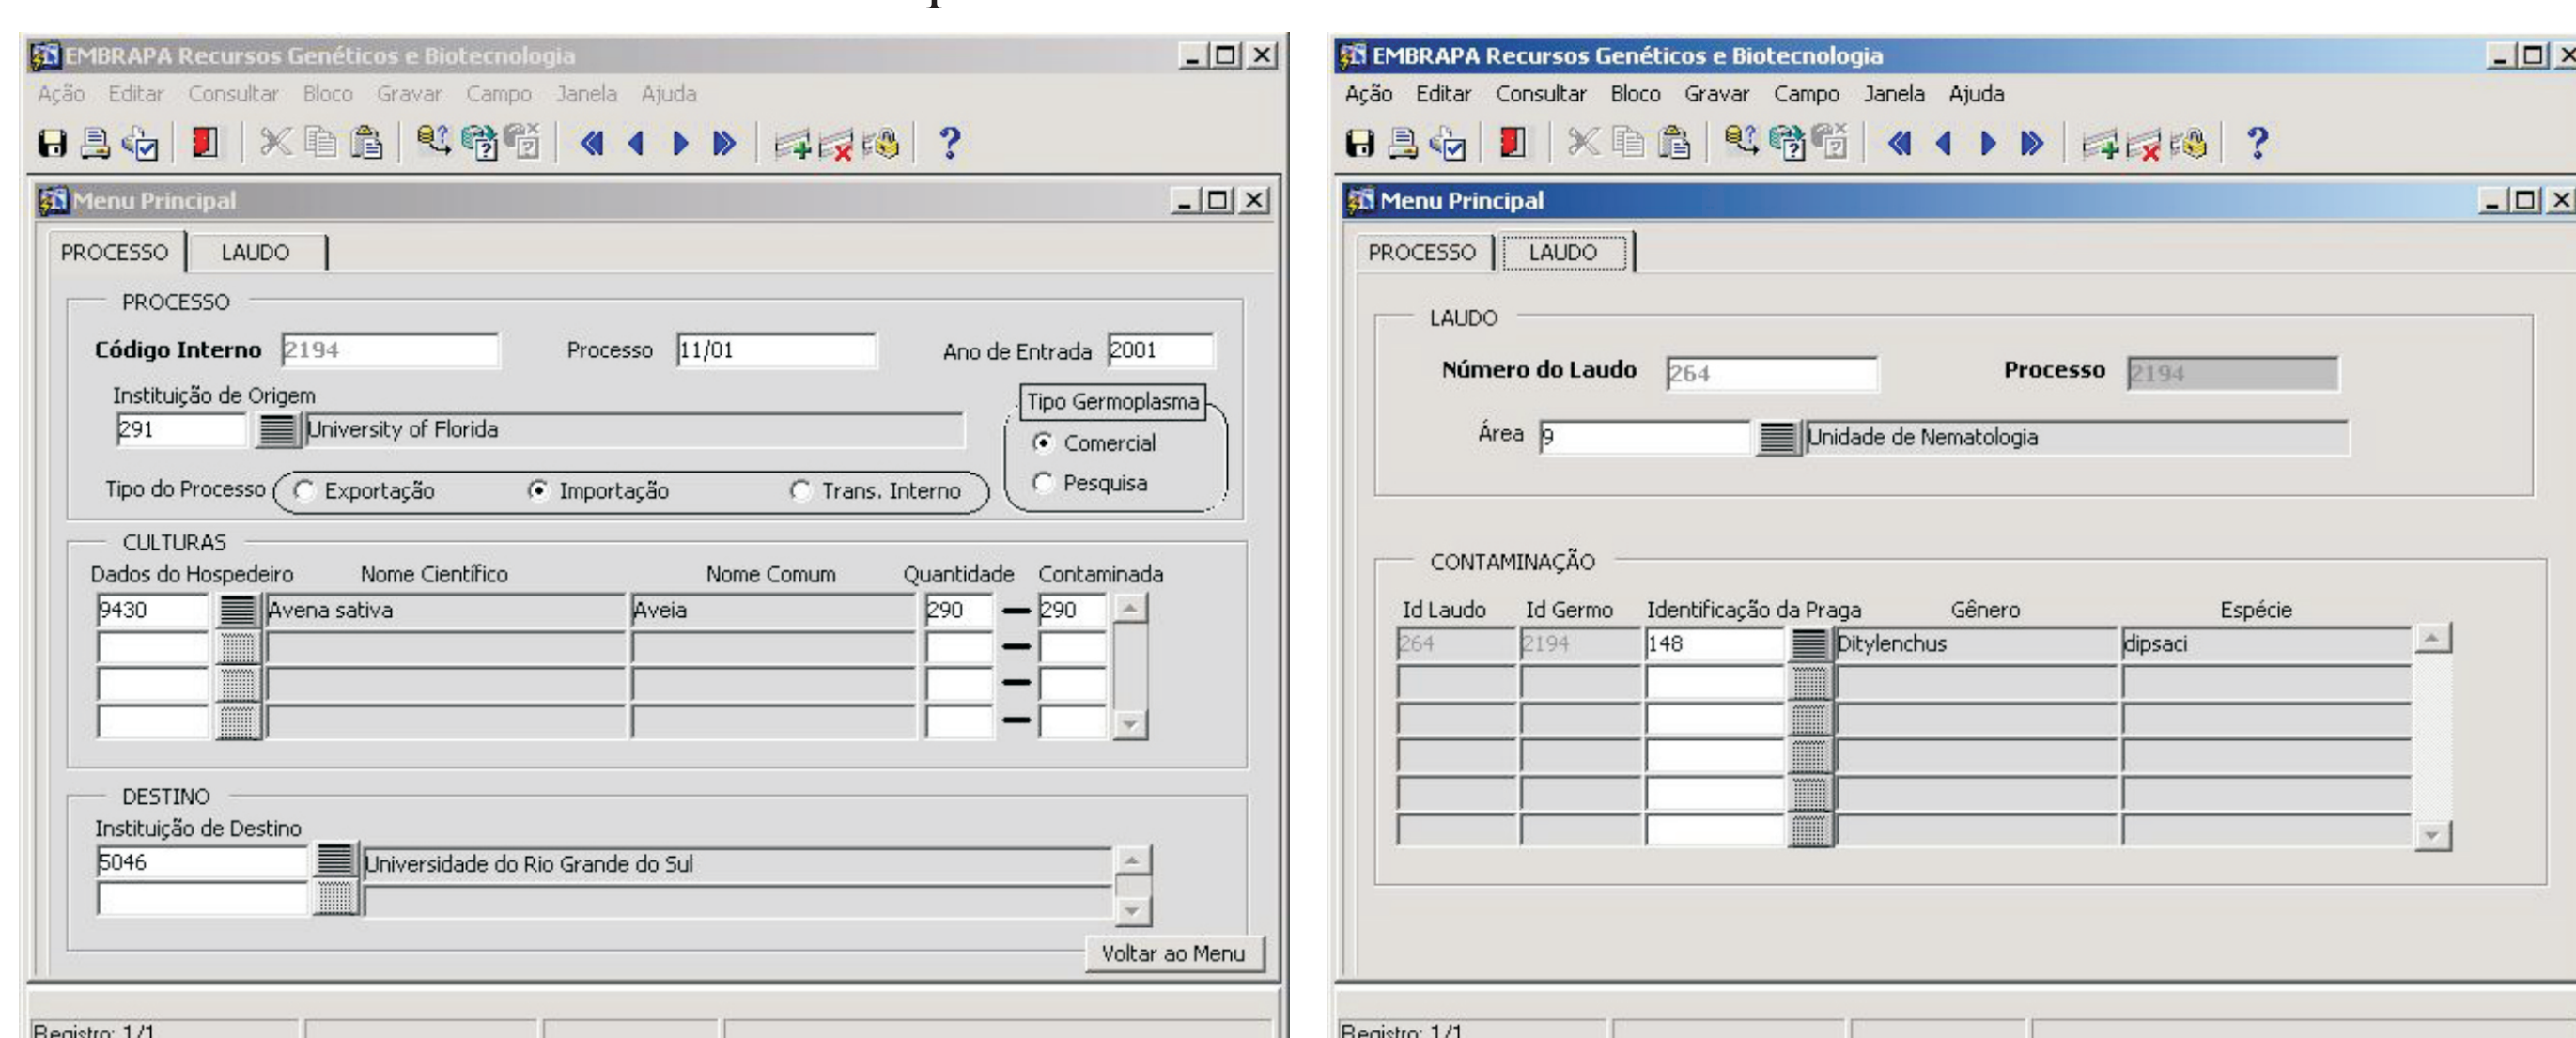 EMBRAPA Recursos Genéticos e Biotecnologia
Ação Editar Consultar Bloco Gravar Campo Janela Ajuda
Menu Principal
PROCESSO LAUDO
PROCESSO
Código Interno 2194 Processo 11/01 Ano de Entrada 2001
Instituição de Origem
291 University of Florida
Tipo Germoplasma
Comercial
Pesquisa
Tipo do Processo Exportação Importação Trans. Interno
CULTURAS
Dados do Hospedeiro Nome Científico Nome Comum Quantidade Contaminada
9430 Avena sativa Aveia 290 290
DESTINO
Instituição de Destino
5046 Universidade do Rio Grande do Sul
Voltar ao Menu
Registro: 1/1
EMBRAPA Recursos Genéticos e Biotecnologia
Ação Editar Consultar Bloco Gravar Campo Janela Ajuda
Menu Principal
PROCESSO LAUDO
LAUDO
Número do Laudo 264 Processo 2194
Área 9 Unidade de Nematologia
CONTAMINAÇÃO
Id Laudo Id Germo Identificação da Praga Gênero Espécie
264 2194 148 Ditylenchus dipsaci
Registro: 1/1